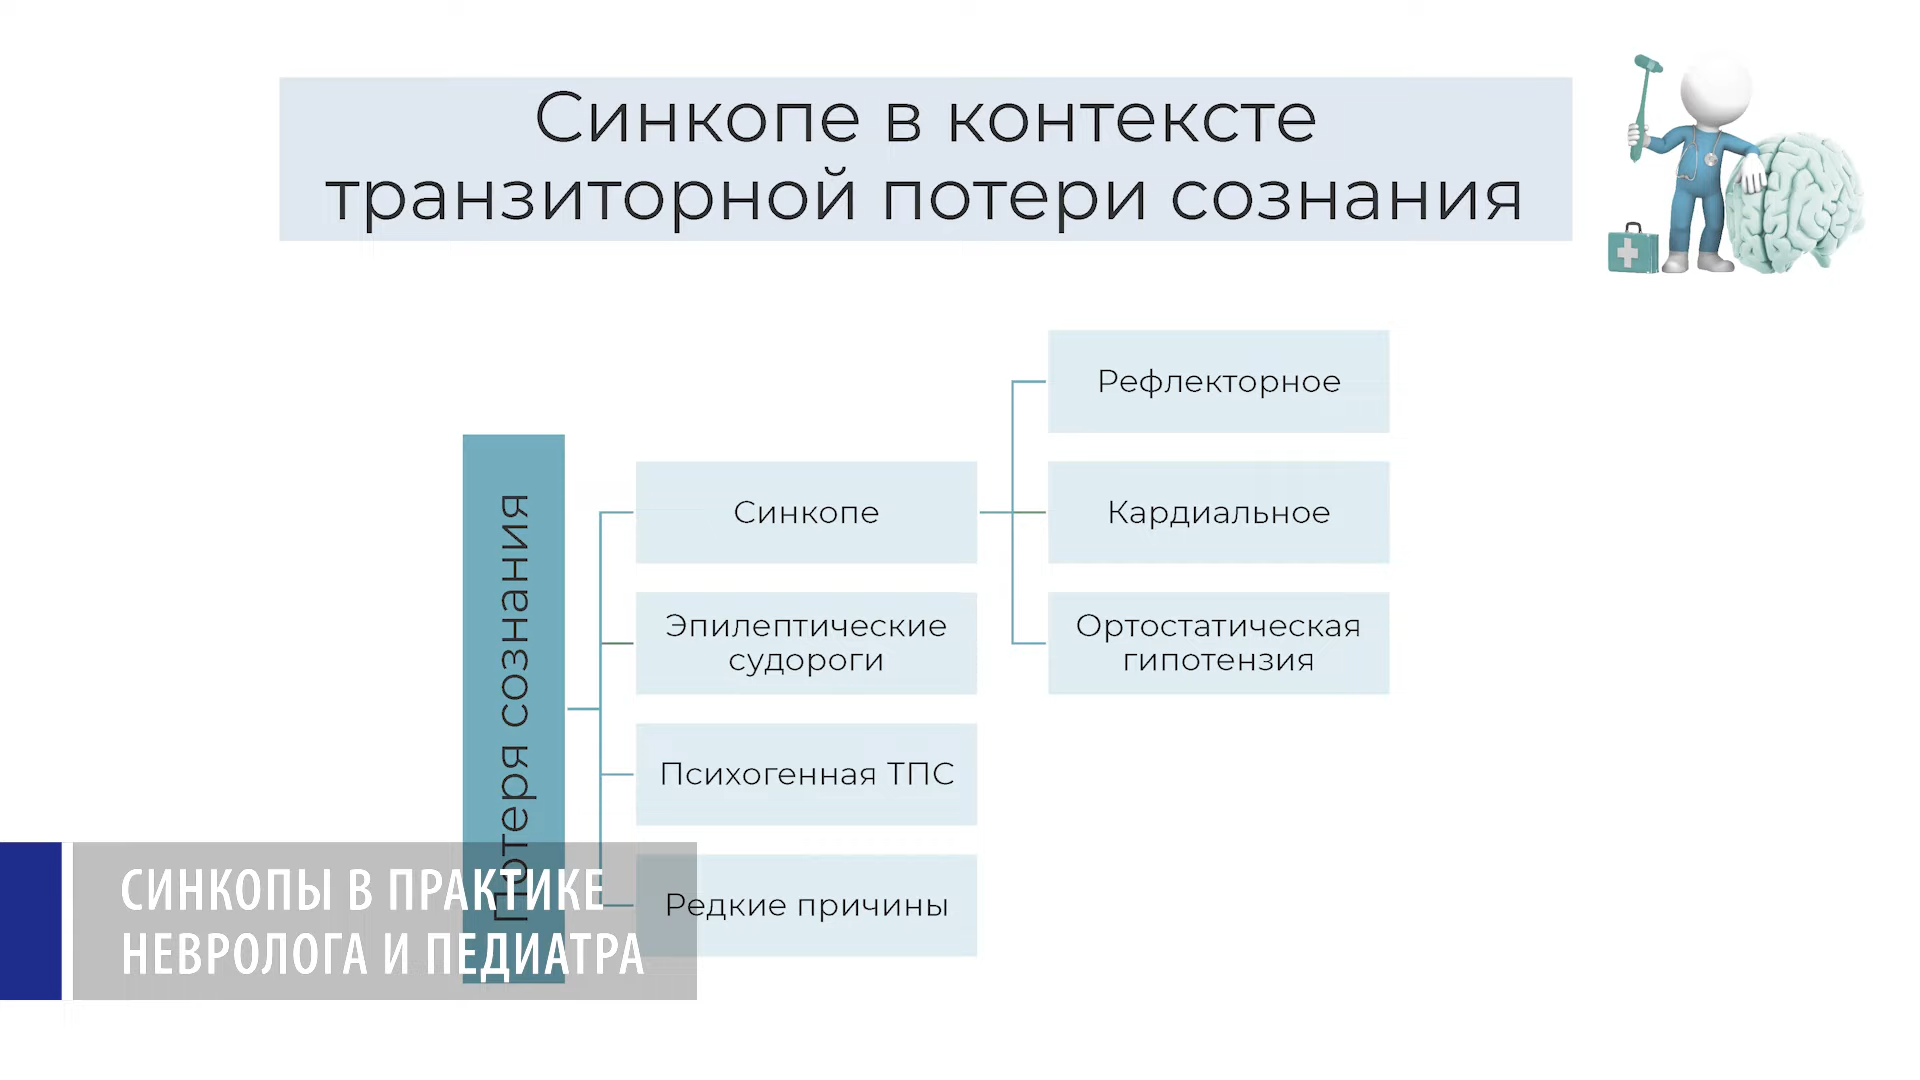 Синкопе в контексте
транзиторной потери сознания
Потеря сознания
Синкопе
Эпилептические
судороги
Психогенная ТПС
Редкие причины
Рефлекторное
Кардиальное
Ортостатическая
гипотензия
СИНКОПЫ В ПРАКТИКЕ
НЕВРОЛОГА И ПЕДИАТРА